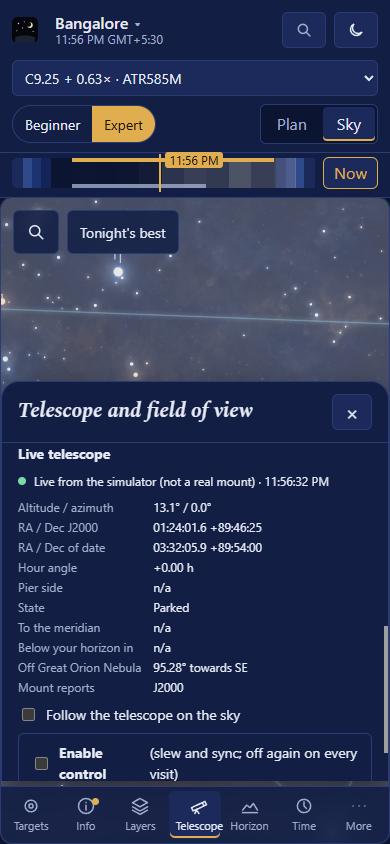 Bangalore
11:56 PM GMT+5:30
C9.25 + 0.63× · ATR585M
Beginner Expert Plan Sky
11:56 PM
Now
Tonight's best
Telescope and field of view
×
Live telescope
Live from the simulator (not a real mount) · 11:56:32 PM
Altitude / azimuth 13.1° / 0.0°
RA / Dec J2000 01:24:01.6 +89:46:25
RA / Dec of date 03:32:05.9 +89:54:00
Hour angle +0.00 h
Pier side n/a
State Parked
To the meridian n/a
Below your horizon in n/a
Off Great Orion Nebula 95.28° towards SE
Mount reports J2000
Follow the telescope on the sky
Enable (slew and sync; off again on every
control visit)
Targets Info Layers Telescope Horizon Time More